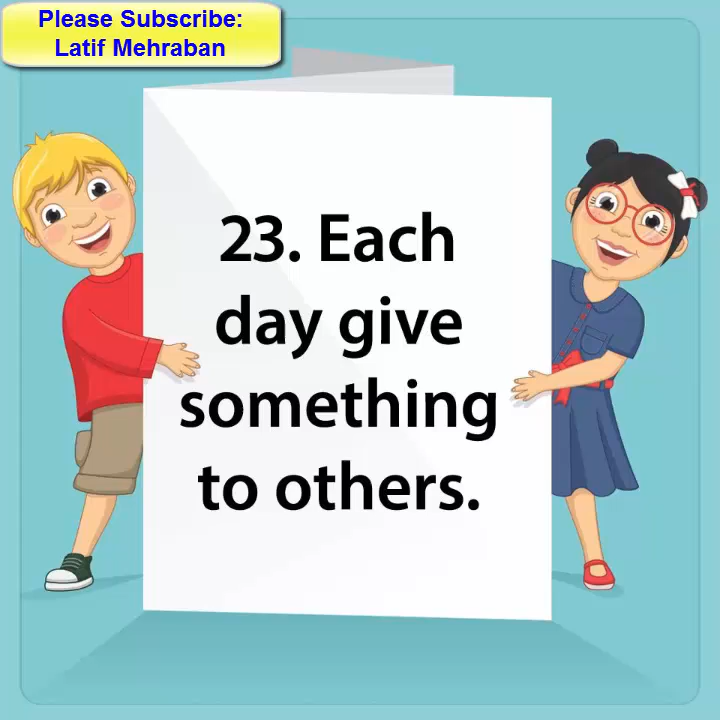 Please Subscribe:
Latif Mehraban
23. Each
day give
something
to others.